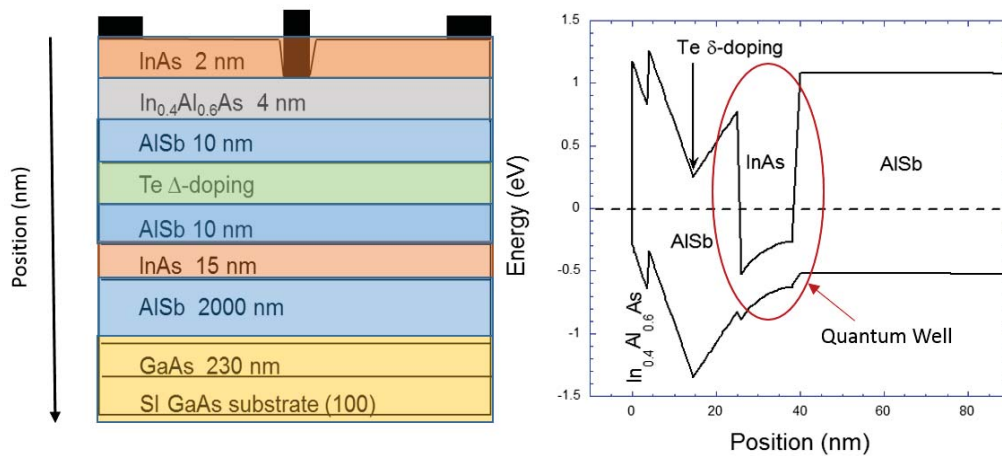 Position (nm)
InAs  2 nm
In₀.₄Al₀.₆As  4 nm
AlSb 10 nm
Te Δ-doping
AlSb 10 nm
InAs 15 nm
AlSb  2000 nm
GaAs  230 nm
SI GaAs substrate (100)
Energy (eV)
1.5
1
0.5
0
-0.5
-1
-1.5
Te δ-doping
InAs
AlSb
AlSb
In₀.₄Al₀.₆As
Quantum Well
0
20
40
60
80
Position (nm)